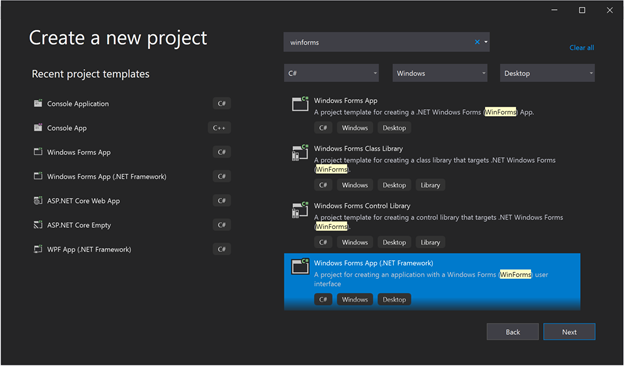 Create a new project
Recent project templates
Console Application C#
Console App C++
Windows Forms App C#
Windows Forms App (.NET Framework) C#
ASP.NET Core Web App C#
ASP.NET Core Empty C#
WPF App (.NET Framework) C#
winforms
Clear all
C# Windows Desktop
Windows Forms App
A project template for creating a .NET Windows Forms (WinForms) App.
C# Windows Desktop
Windows Forms Class Library
A project template for creating a class library that targets .NET Windows Forms
(WinForms).
C# Windows Desktop Library
Windows Forms Control Library
A project template for creating a control library that targets .NET Windows Forms
(WinForms).
C# Windows Desktop Library
Windows Forms App (.NET Framework)
A project for creating an application with a Windows Forms (WinForms) user
interface
C# Windows Desktop
Back Next